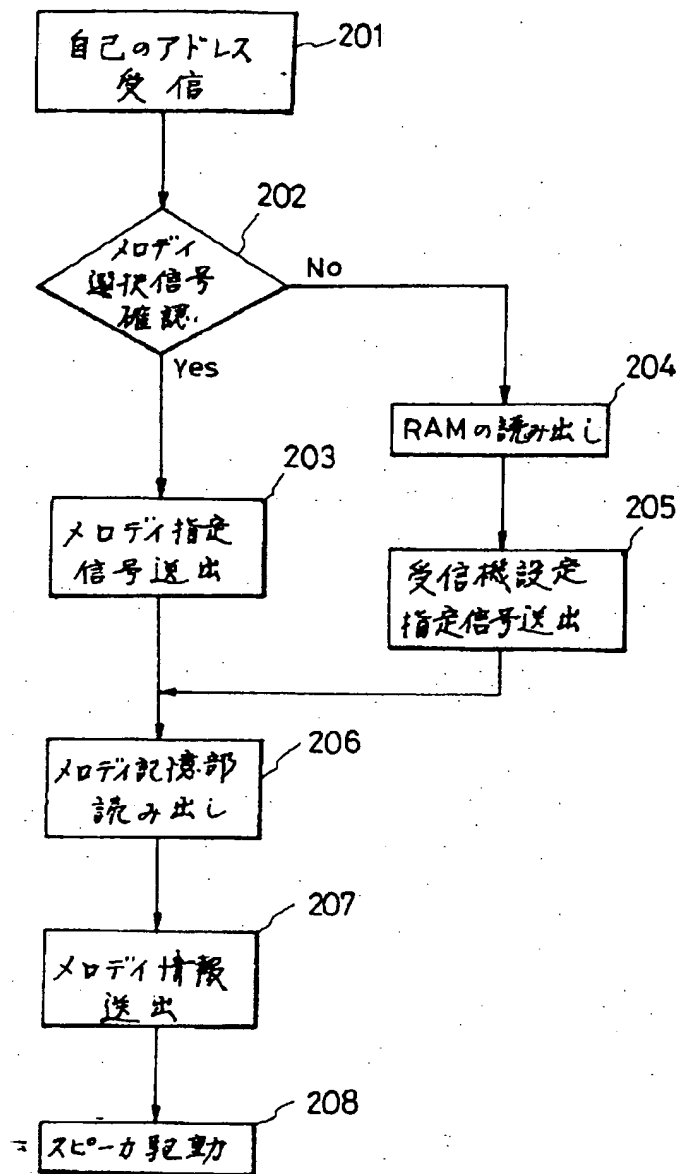 自己のアドレス
受信
201
202
メロディ
選択信号
確認
No
Yes
204
RAMの読み出し
203
メロディ指定
信号送出
205
受信機設定
指定信号送出
206
メロディ記憶部
読み出し
207
メロディ情報
送出
208
スピーカ駆動